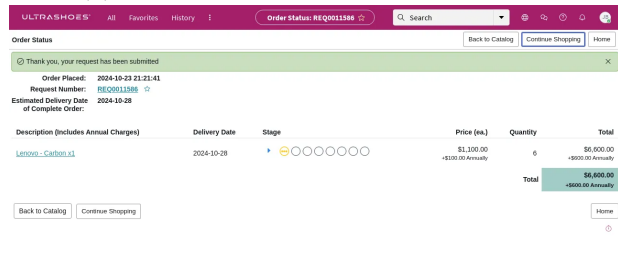 ULTRASHOES All Favorites History Order Status: REQ0011586 Search
Order Status Back to Catalog Continue Shopping Home
Thank you, your request has been submitted
Order Placed: 2024-10-23 21:21:41
Request Number: REQ0011586
Estimated Delivery Date of Complete Order: 2024-10-28
Description (Includes Annual Charges) Delivery Date Stage Price (ea.) Quantity Total
Lenovo - Carbon x1 2024-10-28 $1,100.00 6 $6,600.00
+$100.00 Annually +$600.00 Annually
Total $6,600.00
+$600.00 Annually
Back to Catalog Continue Shopping Home